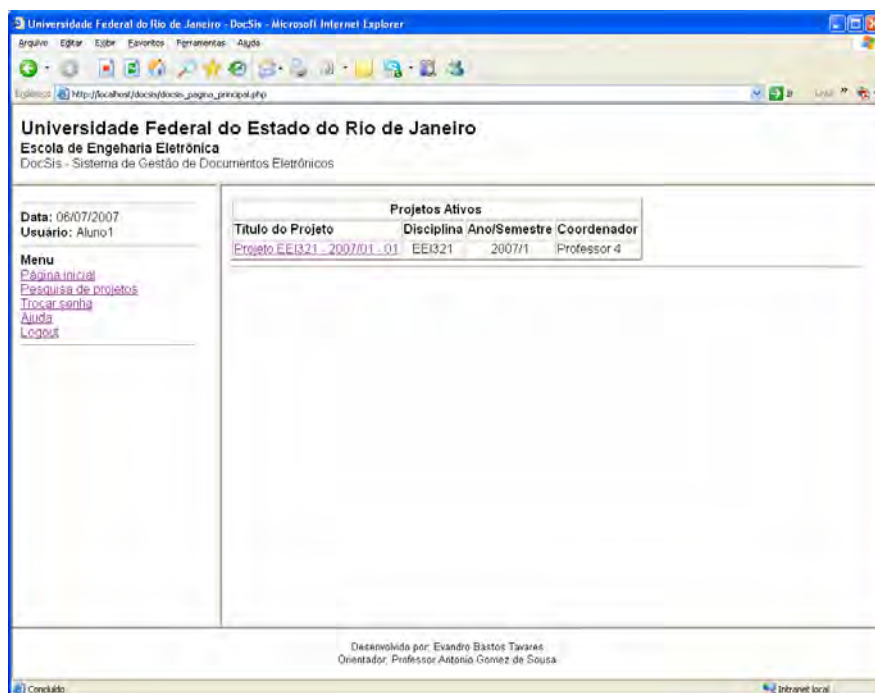 Universidade Federal do Rio de Janeiro - DocSis - Microsoft Internet Explorer
Arquivo Editar Exibir Favoritos Ferramentas Ajuda
Endereço http://localhost/docsis/docsis_pagina_principal.php Ir Links »
Universidade Federal do Estado do Rio de Janeiro
Escola de Engeharia Eletrônica
DocSis - Sistema de Gestão de Documentos Eletrônicos
Data: 06/07/2007
Usuário: Aluno1
Menu
Página inicial
Pesquisa de projetos
Trocar senha
Ajuda
Logout
Projetos Ativos
Título do Projeto Disciplina Ano/Semestre Coordenador
Projeto EEI321 - 2007/01 - 01 EEI321 2007/1 Professor 4
Desenvolvido por: Evandro Bastos Tavares
Orientador: Professor Antonio Gomez de Sousa
Concluído Intranet local